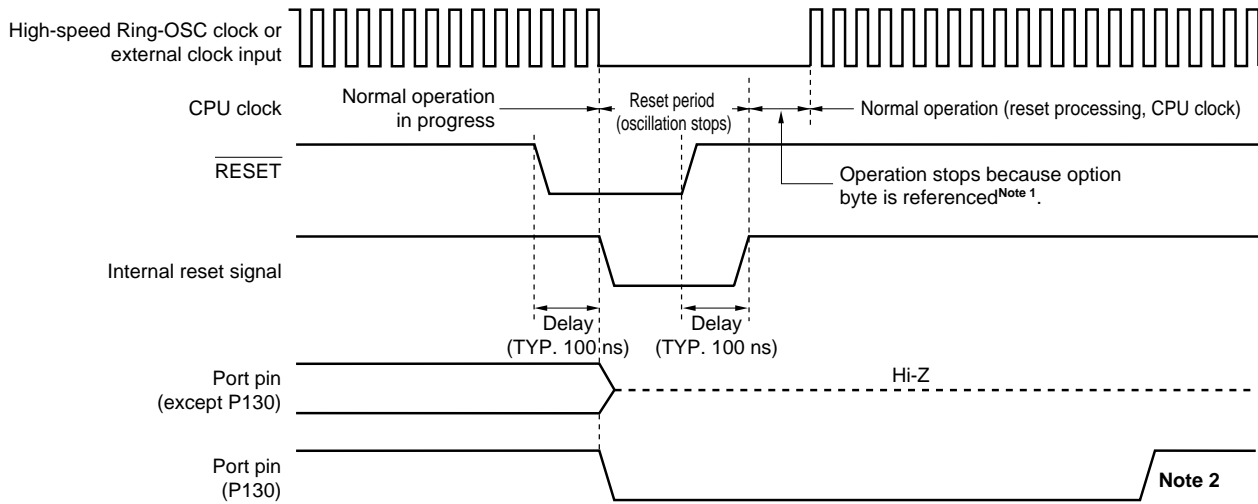 High-speed Ring-OSC clock or
external clock input
CPU clock
Normal operation
in progress
Reset period
(oscillation stops)
Normal operation (reset processing, CPU clock)
RESET
Operation stops because option
byte is referenced Note 1.
Internal reset signal
Delay
(TYP. 100 ns)
Delay
(TYP. 100 ns)
Port pin
(except P130)
Hi-Z
Port pin
(P130)
Note 2